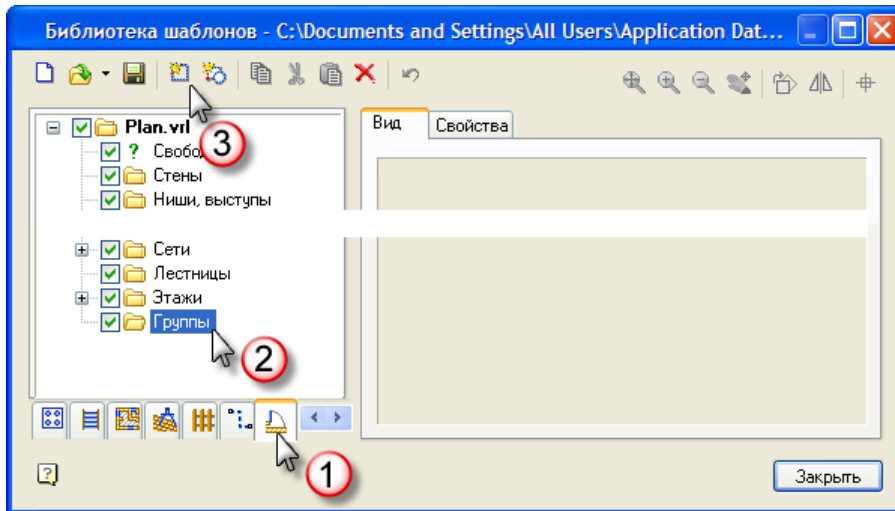 Библиотека шаблонов - C:\Documents and Settings\All Users\Application Dat...
Plan.vrl
? Свобод
3
Стены
Ниши, выступы
Сети
Лестницы
Этажи
Группы
2
1
Вид
Свойства
?
Закрыть